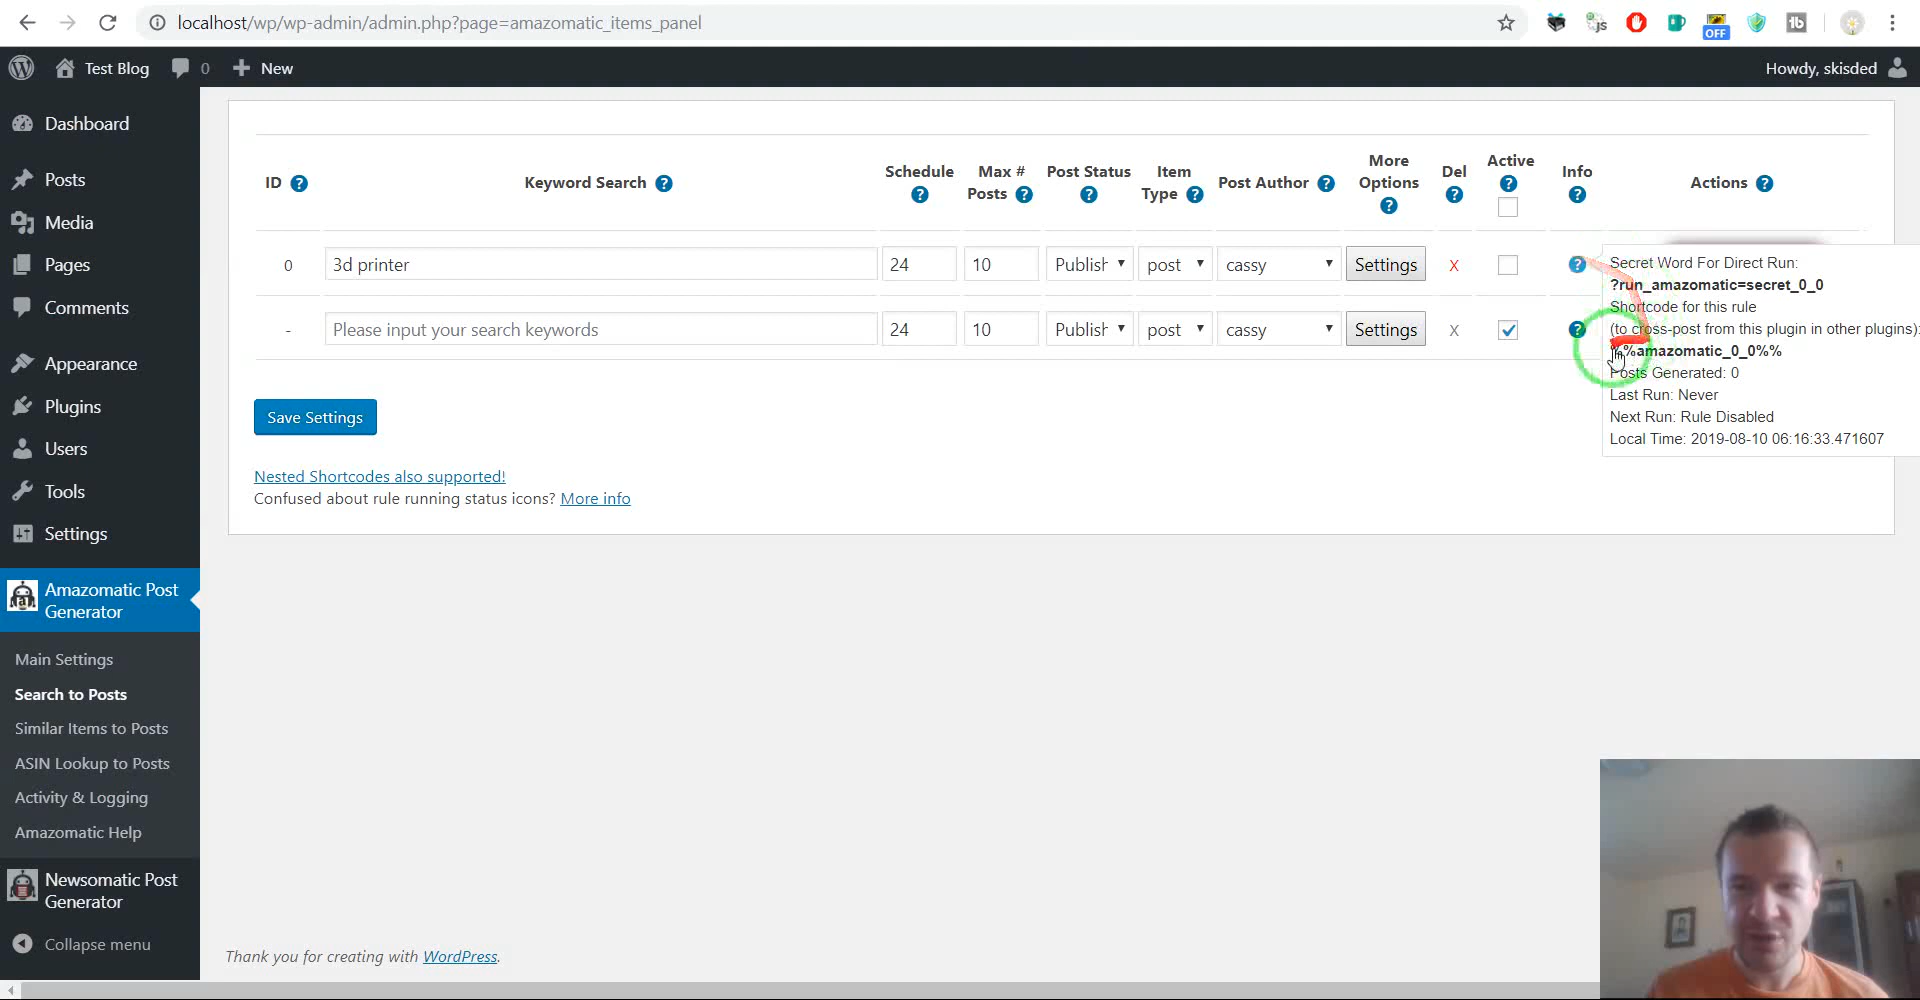 localhost/wp/wp-admin/admin.php?page=amazomatic_items_panel
OFF
Test Blog
0
New
Howdy, skisded
Dashboard
Posts
Media
Pages
Comments
Appearance
Plugins
Users
Tools
Settings
Amazomatic Post Generator
Main Settings
Search to Posts
Similar Items to Posts
ASIN Lookup to Posts
Activity & Logging
Amazomatic Help
Newsomatic Post Generator
Collapse menu
ID ? Keyword Search ? Schedule ? Max # Posts ? Post Status ? Item Type ? Post Author ? More Options ? Del ? Active ? Info ? Actions ?
0 3d printer 24 10 Publish post cassy Settings X ?
- Please input your search keywords 24 10 Publish post cassy Settings X ?
Secret Word For Direct Run:
?run_amazomatic=secret_0_0
Shortcode for this rule
(to cross-post from this plugin in other plugins):
%%amazomatic_0_0%%
Posts Generated: 0
Last Run: Never
Next Run: Rule Disabled
Local Time: 2019-08-10 06:16:33.471607
Save Settings
Nested Shortcodes also supported!
Confused about rule running status icons? More info
Thank you for creating with WordPress.